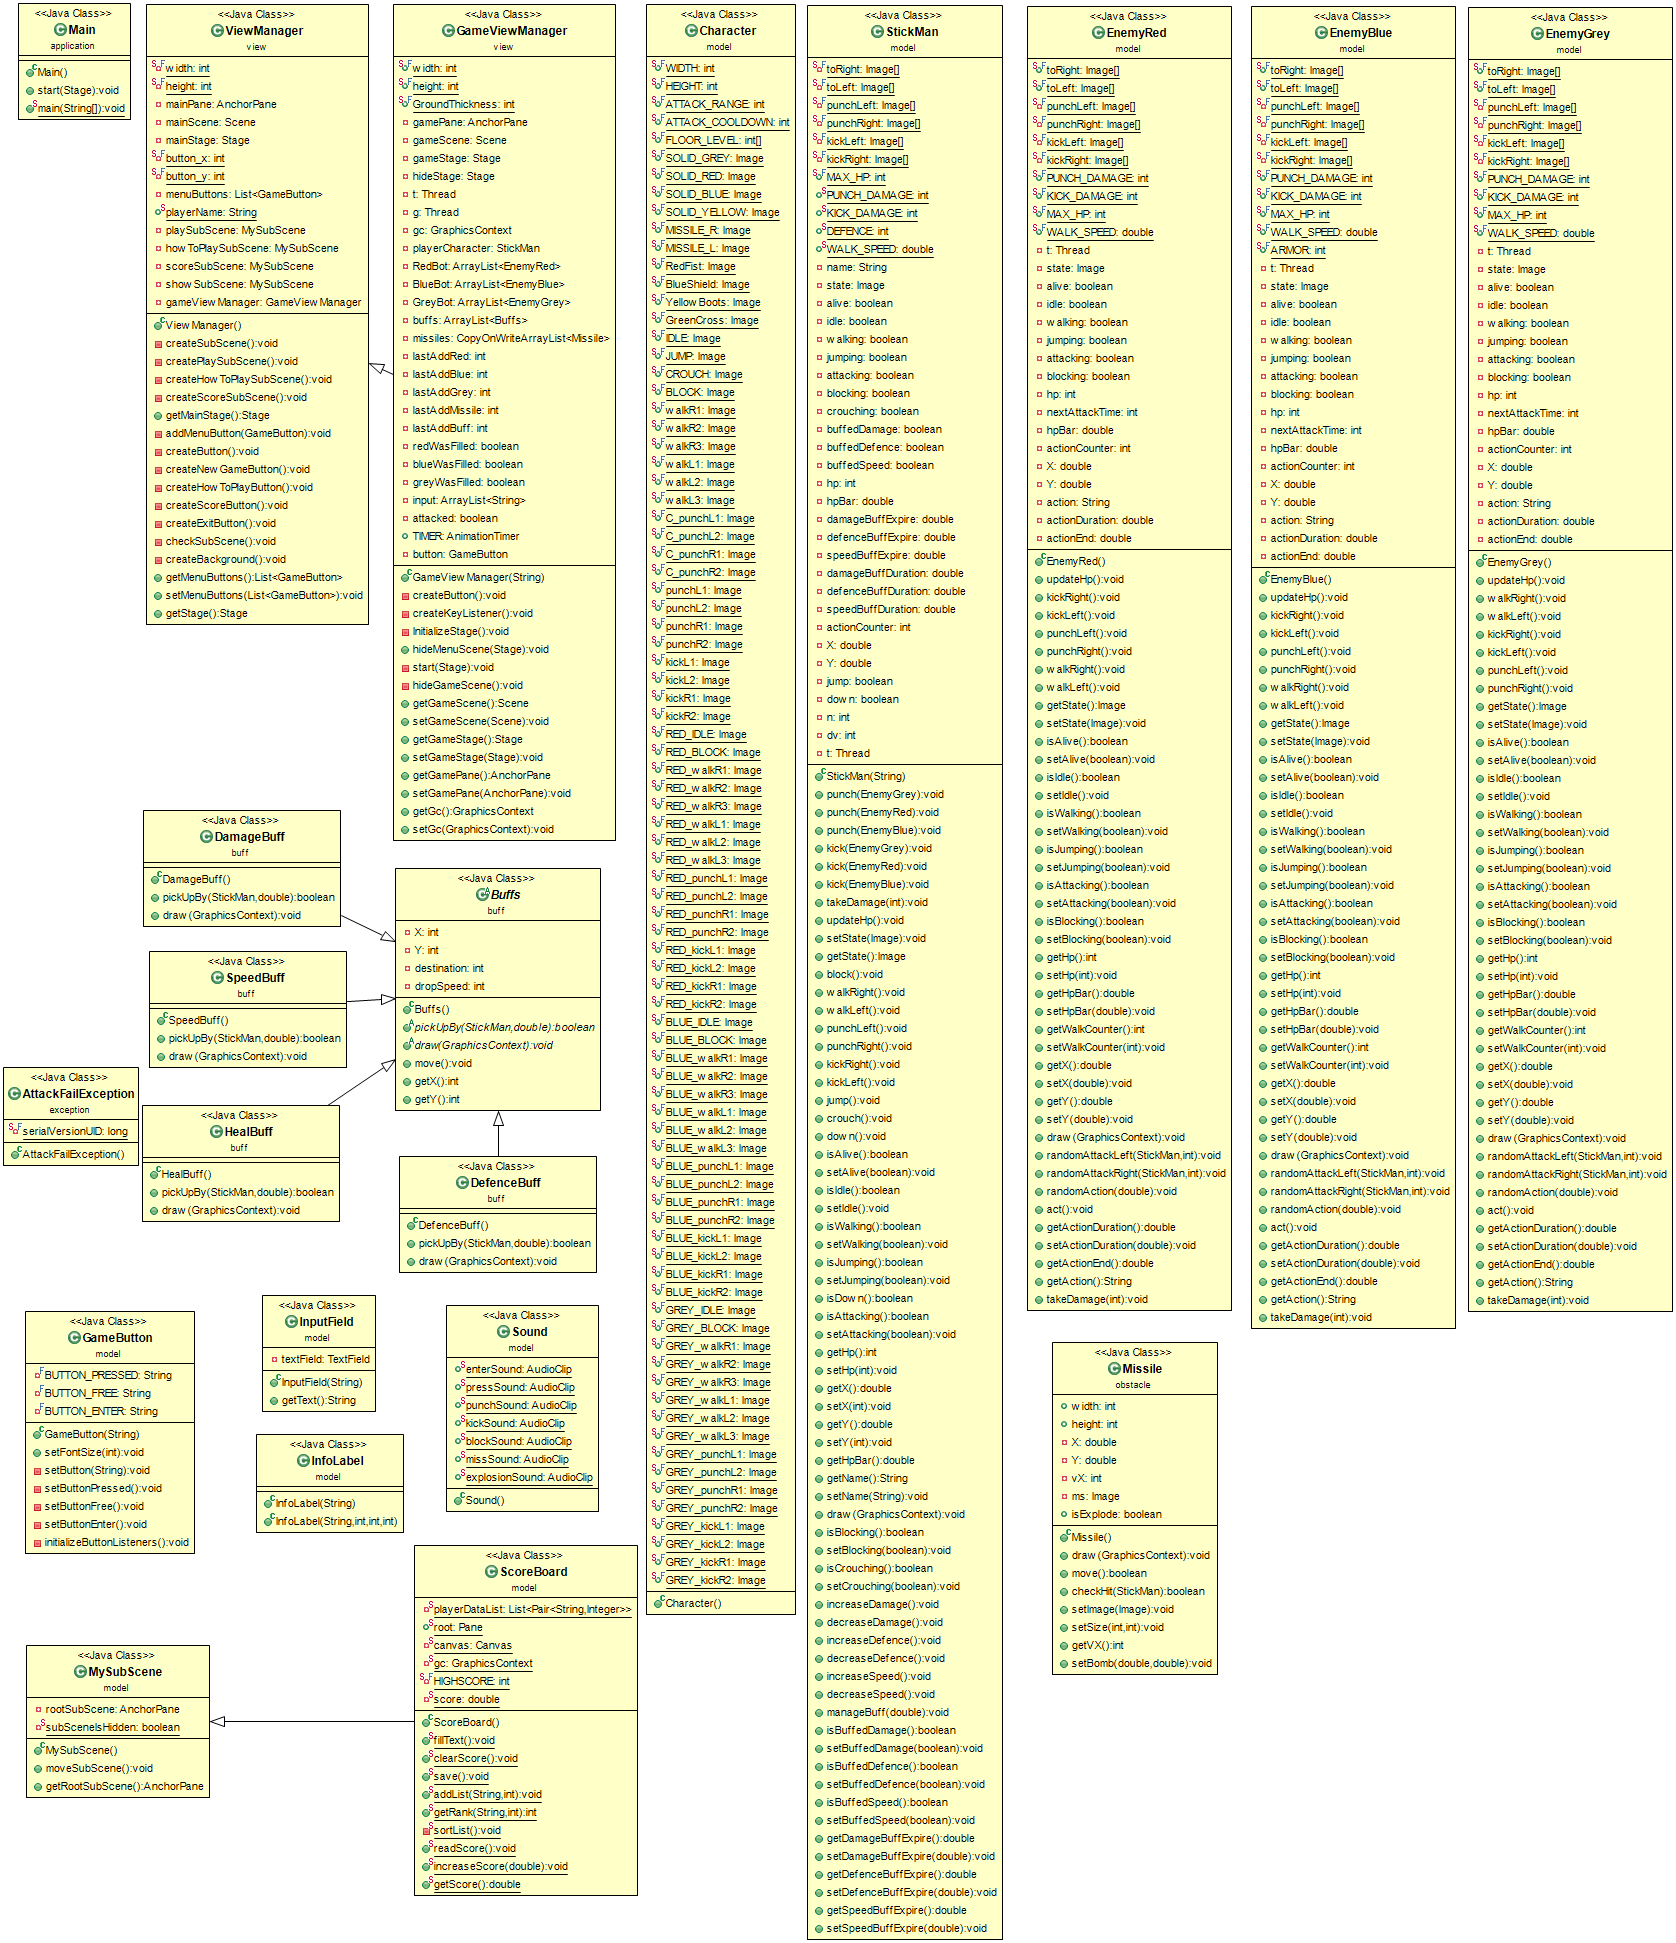 <<Java Class>>
Main
application
Main()
start(Stage):void
main(String[]):void
<<Java Class>>
ViewManager
view
width: int
height: int
mainPane: AnchorPane
mainScene: Scene
mainStage: Stage
button_x: int
button_y: int
menuButtons: List<GameButton>
playerName: String
playSubScene: MySubScene
howToPlaySubScene: MySubScene
scoreSubScene: MySubScene
showSubScene: MySubScene
gameViewManager: GameViewManager
ViewManager()
createSubScene():void
createPlaySubScene():void
createHowToPlaySubScene():void
createScoreSubScene():void
getMainStage():Stage
addMenuButton(GameButton):void
createButton():void
createNewGameButton():void
createHowToPlayButton():void
createScoreButton():void
createExitButton():void
checkSubScene():void
createBackground():void
getMenuButtons():List<GameButton>
setMenuButtons(List<GameButton>):void
getStage():Stage
<<Java Class>>
GameViewManager
view
width: int
height: int
GroundThickness: int
gamePane: AnchorPane
gameScene: Scene
gameStage: Stage
hideStage: Stage
t: Thread
g: Thread
gc: GraphicsContext
playerCharacter: StickMan
RedBot: ArrayList<EnemyRed>
BlueBot: ArrayList<EnemyBlue>
GreyBot: ArrayList<EnemyGrey>
buffs: ArrayList<Buffs>
missiles: CopyOnWriteArrayList<Missile>
lastAddRed: int
lastAddBlue: int
lastAddGrey: int
lastAddMissile: int
lastAddBuff: int
redWasFilled: boolean
blueWasFilled: boolean
greyWasFilled: boolean
input: ArrayList<String>
attacked: boolean
TIMER: AnimationTimer
button: GameButton
GameViewManager(String)
createButton():void
createKeyListener():void
InitializeStage():void
hideMenuScene(Stage):void
start(Stage):void
hideGameScene():void
getGameScene():Scene
setGameScene(Scene):void
getGameStage():Stage
setGameStage(Stage):void
getGamePane():AnchorPane
setGamePane(AnchorPane):void
getGc():GraphicsContext
setGc(GraphicsContext):void
<<Java Class>>
Character
model
WIDTH: int
HEIGHT: int
ATTACK_RANGE: int
ATTACK_COOLDOWN: int
FLOOR_LEVEL: int[]
SOLID_GREY: Image
SOLID_RED: Image
SOLID_BLUE: Image
SOLID_YELLOW: Image
MISSILE_R: Image
MISSILE_L: Image
RedFist: Image
BlueShield: Image
YellowBoots: Image
GreenCross: Image
IDLE: Image
JUMP: Image
CROUCH: Image
BLOCK: Image
walkR1: Image
walkR2: Image
walkR3: Image
walkL1: Image
walkL2: Image
walkL3: Image
C_punchL1: Image
C_punchL2: Image
C_punchR1: Image
C_punchR2: Image
punchL1: Image
punchL2: Image
punchR1: Image
punchR2: Image
kickL1: Image
kickL2: Image
kickR1: Image
kickR2: Image
RED_IDLE: Image
RED_BLOCK: Image
RED_walkR1: Image
RED_walkR2: Image
RED_walkR3: Image
RED_walkL1: Image
RED_walkL2: Image
RED_walkL3: Image
RED_punchL1: Image
RED_punchL2: Image
RED_punchR1: Image
RED_punchR2: Image
RED_kickL1: Image
RED_kickL2: Image
RED_kickR1: Image
RED_kickR2: Image
BLUE_IDLE: Image
BLUE_BLOCK: Image
BLUE_walkR1: Image
BLUE_walkR2: Image
BLUE_walkR3: Image
BLUE_walkL1: Image
BLUE_walkL2: Image
BLUE_walkL3: Image
BLUE_punchL1: Image
BLUE_punchL2: Image
BLUE_punchR1: Image
BLUE_punchR2: Image
BLUE_kickL1: Image
BLUE_kickL2: Image
BLUE_kickR1: Image
BLUE_kickR2: Image
GREY_IDLE: Image
GREY_BLOCK: Image
GREY_walkR1: Image
GREY_walkR2: Image
GREY_walkR3: Image
GREY_walkL1: Image
GREY_walkL2: Image
GREY_walkL3: Image
GREY_punchL1: Image
GREY_punchL2: Image
GREY_punchR1: Image
GREY_punchR2: Image
GREY_kickL1: Image
GREY_kickL2: Image
GREY_kickR1: Image
GREY_kickR2: Image
Character()
<<Java Class>>
StickMan
model
toRight: Image[]
toLeft: Image[]
punchLeft: Image[]
punchRight: Image[]
kickLeft: Image[]
kickRight: Image[]
MAX_HP: int
PUNCH_DAMAGE: int
KICK_DAMAGE: int
DEFENCE: int
WALK_SPEED: double
name: String
state: Image
alive: boolean
idle: boolean
walking: boolean
jumping: boolean
attacking: boolean
blocking: boolean
crouching: boolean
buffedDamage: boolean
buffedDefence: boolean
buffedSpeed: boolean
hp: int
hpBar: double
damageBuffExpire: double
defenceBuffExpire: double
speedBuffExpire: double
damageBuffDuration: double
defenceBuffDuration: double
speedBuffDuration: double
actionCounter: int
X: double
Y: double
jump: boolean
down: boolean
n: int
dv: int
t: Thread
StickMan(String)
punch(EnemyGrey):void
punch(EnemyRed):void
punch(EnemyBlue):void
kick(EnemyGrey):void
kick(EnemyRed):void
kick(EnemyBlue):void
takeDamage(int):void
updateHp():void
setState(Image):void
getState():Image
block():void
walkRight():void
walkLeft():void
punchLeft():void
punchRight():void
kickRight():void
kickLeft():void
jump():void
crouch():void
down():void
isAlive():boolean
setAlive(boolean):void
isIdle():boolean
setIdle():void
isWalking():boolean
setWalking(boolean):void
isJumping():boolean
setJumping(boolean):void
isDown():boolean
isAttacking():boolean
setAttacking(boolean):void
getHp():int
setHp(int):void
getX():double
setX(int):void
getY():double
setY(int):void
getHpBar():double
getName():String
setName(String):void
draw(GraphicsContext):void
isBlocking():boolean
setBlocking(boolean):void
isCrouching():boolean
setCrouching(boolean):void
increaseDamage():void
decreaseDamage():void
increaseDefence():void
decreaseDefence():void
increaseSpeed():void
decreaseSpeed():void
manageBuff(double):void
isBuffedDamage():boolean
setBuffedDamage(boolean):void
isBuffedDefence():boolean
setBuffedDefence(boolean):void
isBuffedSpeed():boolean
setBuffedSpeed(boolean):void
getDamageBuffExpire():double
setDamageBuffExpire(double):void
getDefenceBuffExpire():double
setDefenceBuffExpire(double):void
getSpeedBuffExpire():double
setSpeedBuffExpire(double):void
<<Java Class>>
EnemyRed
model
toRight: Image[]
toLeft: Image[]
punchLeft: Image[]
punchRight: Image[]
kickLeft: Image[]
kickRight: Image[]
PUNCH_DAMAGE: int
KICK_DAMAGE: int
MAX_HP: int
WALK_SPEED: double
t: Thread
state: Image
alive: boolean
idle: boolean
walking: boolean
jumping: boolean
attacking: boolean
blocking: boolean
hp: int
nextAttackTime: int
hpBar: double
actionCounter: int
X: double
Y: double
action: String
actionDuration: double
actionEnd: double
EnemyRed()
updateHp():void
kickRight():void
kickLeft():void
punchLeft():void
punchRight():void
walkRight():void
walkLeft():void
getState():Image
setState(Image):void
isAlive():boolean
setAlive(boolean):void
isIdle():boolean
setIdle():void
isWalking():boolean
setWalking(boolean):void
isJumping():boolean
setJumping(boolean):void
isAttacking():boolean
setAttacking(boolean):void
isBlocking():boolean
setBlocking(boolean):void
getHp():int
setHp(int):void
getHpBar():double
setHpBar(double):void
getWalkCounter():int
setWalkCounter(int):void
getX():double
setX(double):void
getY():double
setY(double):void
draw(GraphicsContext):void
randomAttackLeft(StickMan,int):void
randomAttackRight(StickMan,int):void
randomAction(double):void
act():void
getActionDuration():double
setActionDuration(double):void
getActionEnd():double
getAction():String
takeDamage(int):void
<<Java Class>>
EnemyBlue
model
toRight: Image[]
toLeft: Image[]
punchLeft: Image[]
punchRight: Image[]
kickLeft: Image[]
kickRight: Image[]
PUNCH_DAMAGE: int
KICK_DAMAGE: int
MAX_HP: int
WALK_SPEED: double
ARMOR: int
t: Thread
state: Image
alive: boolean
idle: boolean
walking: boolean
jumping: boolean
attacking: boolean
blocking: boolean
hp: int
nextAttackTime: int
hpBar: double
actionCounter: int
X: double
Y: double
action: String
actionDuration: double
actionEnd: double
EnemyBlue()
updateHp():void
kickRight():void
kickLeft():void
punchLeft():void
punchRight():void
walkRight():void
walkLeft():void
getState():Image
setState(Image):void
isAlive():boolean
setAlive(boolean):void
isIdle():boolean
setIdle():void
isWalking():boolean
setWalking(boolean):void
isJumping():boolean
setJumping(boolean):void
isAttacking():boolean
setAttacking(boolean):void
isBlocking():boolean
setBlocking(boolean):void
getHp():int
setHp(int):void
getHpBar():double
setHpBar(double):void
getWalkCounter():int
setWalkCounter(int):void
getX():double
setX(double):void
getY():double
setY(double):void
draw(GraphicsContext):void
randomAttackLeft(StickMan,int):void
randomAttackRight(StickMan,int):void
randomAction(double):void
act():void
getActionDuration():double
setActionDuration(double):void
getActionEnd():double
getAction():String
takeDamage(int):void
<<Java Class>>
EnemyGrey
model
toRight: Image[]
toLeft: Image[]
punchLeft: Image[]
punchRight: Image[]
kickLeft: Image[]
kickRight: Image[]
PUNCH_DAMAGE: int
KICK_DAMAGE: int
MAX_HP: int
WALK_SPEED: double
t: Thread
state: Image
alive: boolean
idle: boolean
walking: boolean
jumping: boolean
attacking: boolean
blocking: boolean
hp: int
nextAttackTime: int
hpBar: double
actionCounter: int
X: double
Y: double
action: String
actionDuration: double
actionEnd: double
EnemyGrey()
updateHp():void
walkRight():void
walkLeft():void
kickRight():void
kickLeft():void
punchLeft():void
punchRight():void
getState():Image
setState(Image):void
isAlive():boolean
setAlive(boolean):void
isIdle():boolean
setIdle():void
isWalking():boolean
setWalking(boolean):void
isJumping():boolean
setJumping(boolean):void
isAttacking():boolean
setAttacking(boolean):void
isBlocking():boolean
setBlocking(boolean):void
getHp():int
setHp(int):void
getHpBar():double
setHpBar(double):void
getWalkCounter():int
setWalkCounter(int):void
getX():double
setX(double):void
getY():double
setY(double):void
draw(GraphicsContext):void
randomAttackLeft(StickMan,int):void
randomAttackRight(StickMan,int):void
randomAction(double):void
act():void
getActionDuration():double
setActionDuration(double):void
getActionEnd():double
getAction():String
takeDamage(int):void
<<Java Class>>
DamageBuff
buff
DamageBuff()
pickUpBy(StickMan,double):boolean
draw(GraphicsContext):void
<<Java Class>>
Buffs
buff
X: int
Y: int
destination: int
dropSpeed: int
Buffs()
pickUpBy(StickMan,double):boolean
draw(GraphicsContext):void
move():void
getX():int
getY():int
<<Java Class>>
SpeedBuff
buff
SpeedBuff()
pickUpBy(StickMan,double):boolean
draw(GraphicsContext):void
<<Java Class>>
AttackFailException
exception
serialVersionUID: long
AttackFailException()
<<Java Class>>
HealBuff
buff
HealBuff()
pickUpBy(StickMan,double):boolean
draw(GraphicsContext):void
<<Java Class>>
DefenceBuff
buff
DefenceBuff()
pickUpBy(StickMan,double):boolean
draw(GraphicsContext):void
<<Java Class>>
GameButton
model
BUTTON_PRESSED: String
BUTTON_FREE: String
BUTTON_ENTER: String
GameButton(String)
setFontSize(int):void
setButton(String):void
setButtonPressed():void
setButtonFree():void
setButtonEnter():void
initializeButtonListeners():void
<<Java Class>>
InputField
model
textField: TextField
InputField(String)
getText():String
<<Java Class>>
InfoLabel
model
InfoLabel(String)
InfoLabel(String,int,int,int)
<<Java Class>>
Sound
model
enterSound: AudioClip
pressSound: AudioClip
punchSound: AudioClip
kickSound: AudioClip
blockSound: AudioClip
missSound: AudioClip
explosionSound: AudioClip
Sound()
<<Java Class>>
Missile
obstacle
width: int
height: int
X: double
Y: double
vX: int
ms: Image
isExplode: boolean
Missile()
draw(GraphicsContext):void
move():boolean
checkHit(StickMan):boolean
setImage(Image):void
setSize(int,int):void
getVX():int
setBomb(double,double):void
<<Java Class>>
ScoreBoard
model
playerDataList: List<Pair<String,Integer>>
root: Pane
canvas: Canvas
gc: GraphicsContext
HIGHSCORE: int
score: double
ScoreBoard()
fillText():void
clearScore():void
save():void
addList(String,int):void
getRank(String,int):int
sortList():void
readScore():void
increaseScore(double):void
getScore():double
<<Java Class>>
MySubScene
model
rootSubScene: AnchorPane
subSceneIsHidden: boolean
MySubScene()
moveSubScene():void
getRootSubScene():AnchorPane